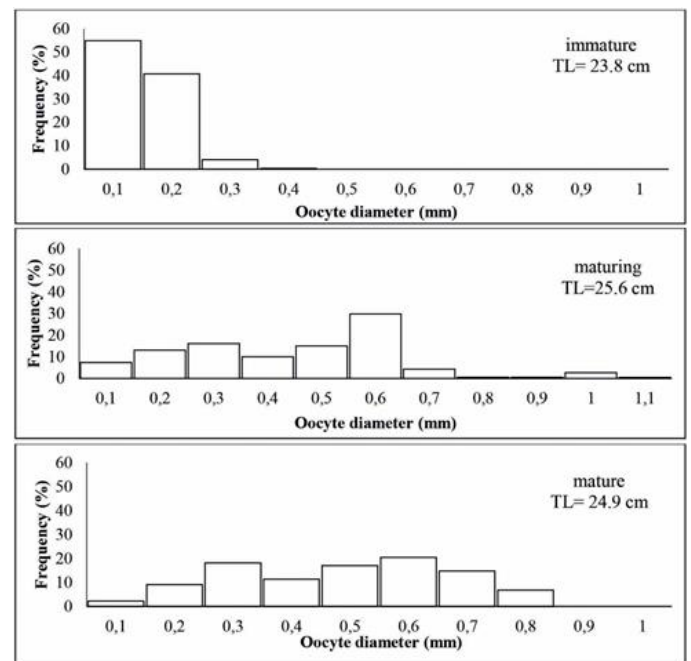 60
50
40
30
20
10
0
Frequency (%)
immature
TL= 23.8 cm
0,1 0,2 0,3 0,4 0,5 0,6 0,7 0,8 0,9 1
Oocyte diameter (mm)
60
50
40
30
20
10
0
Frequency (%)
maturing
TL=25.6 cm
0,1 0,2 0,3 0,4 0,5 0,6 0,7 0,8 0,9 1 1,1
Oocyte diameter (mm)
60
50
40
30
20
10
0
Frequency (%)
mature
TL= 24.9 cm
0,1 0,2 0,3 0,4 0,5 0,6 0,7 0,8 0,9 1
Oocyte diameter (mm)